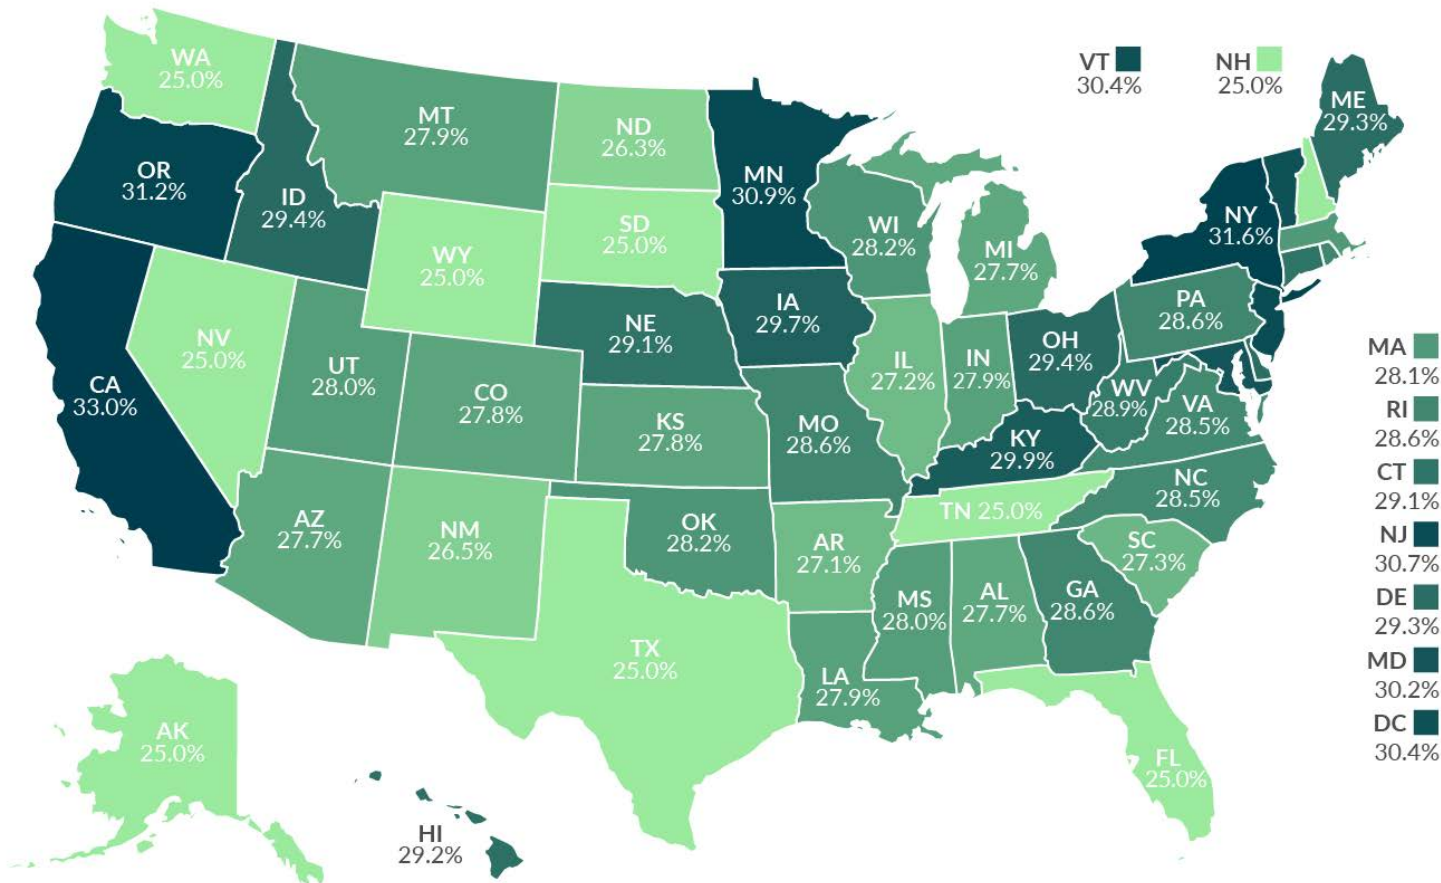 WA
25.0%
VT
30.4%
NH
25.0%
ME
29.3%
MT
27.9%
ND
26.3%
OR
31.2%
ID
29.4%
MN
30.9%
WI
28.2%
NY
31.6%
SD
25.0%
WY
25.0%
MI
27.7%
IA
29.7%
PA
28.6%
NV
25.0%
NE
29.1%
UT
28.0%
CA
33.0%
CO
27.8%
IL
27.2%
IN
27.9%
OH
29.4%
WV
28.9%
VA
28.5%
MA
28.1%
RI
28.6%
KS
27.8%
MO
28.6%
KY
29.9%
CT
29.1%
NC
28.5%
AZ
27.7%
NM
26.5%
OK
28.2%
TN 25.0%
AR
27.1%
SC
27.3%
NJ
30.7%
MS
28.0%
AL
27.7%
GA
28.6%
DE
29.3%
TX
25.0%
LA
27.9%
MD
30.2%
AK
25.0%
FL
25.0%
DC
30.4%
HI
29.2%